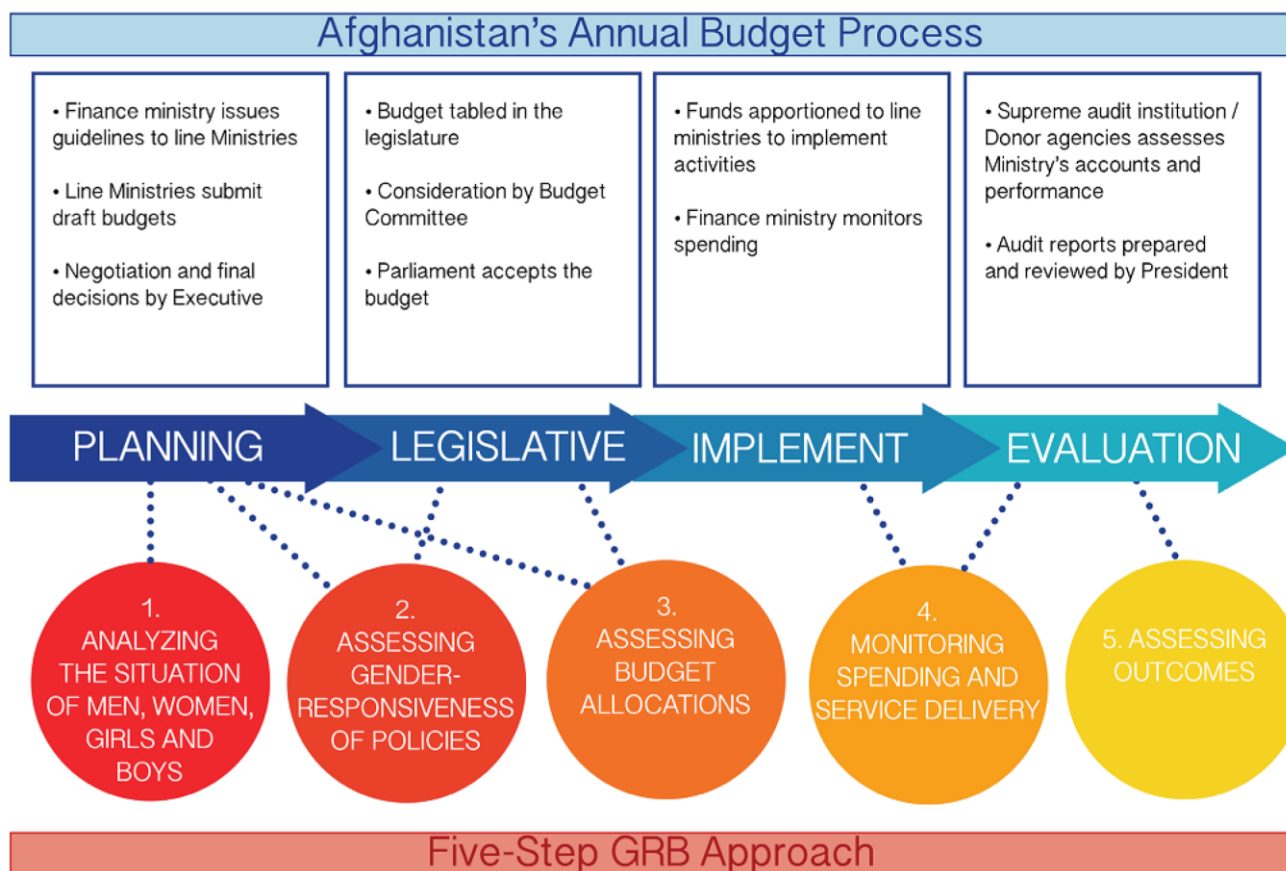 Afghanistan's Annual Budget Process
• Finance ministry issues
guidelines to line Ministries
• Line Ministries submit
draft budgets
• Negotiation and final
decisions by Executive
• Budget tabled in the
legislature
• Consideration by Budget
Committee
• Parliament accepts the
budget
• Funds apportioned to line
ministries to implement
activities
• Finance ministry monitors
spending
• Supreme audit institution /
Donor agencies assesses
Ministry's accounts and
performance
• Audit reports prepared
and reviewed by President
PLANNING
LEGISLATIVE
IMPLEMENT
EVALUATION
1.
ANALYZING
THE SITUATION
OF MEN, WOMEN,
GIRLS AND
BOYS
2.
ASSESSING
GENDER-
RESPONSIVENESS
OF POLICIES
3.
ASSESSING
BUDGET
ALLOCATIONS
4.
MONITORING
SPENDING AND
SERVICE DELIVERY
5. ASSESSING
OUTCOMES
Five-Step GRB Approach